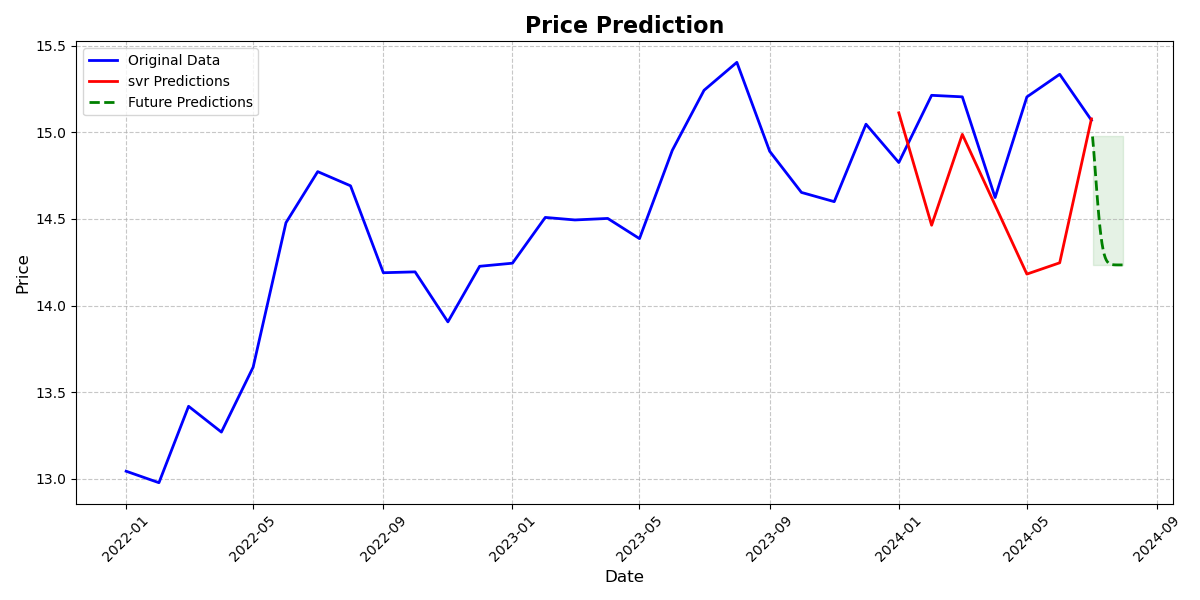 Price Prediction
Original Data
svr Predictions
Future Predictions
15.5
15.0
14.5
14.0
13.5
13.0
Price
2022-01
2022-05
2022-09
2023-01
2023-05
2023-09
2024-01
2024-05
2024-09
Date